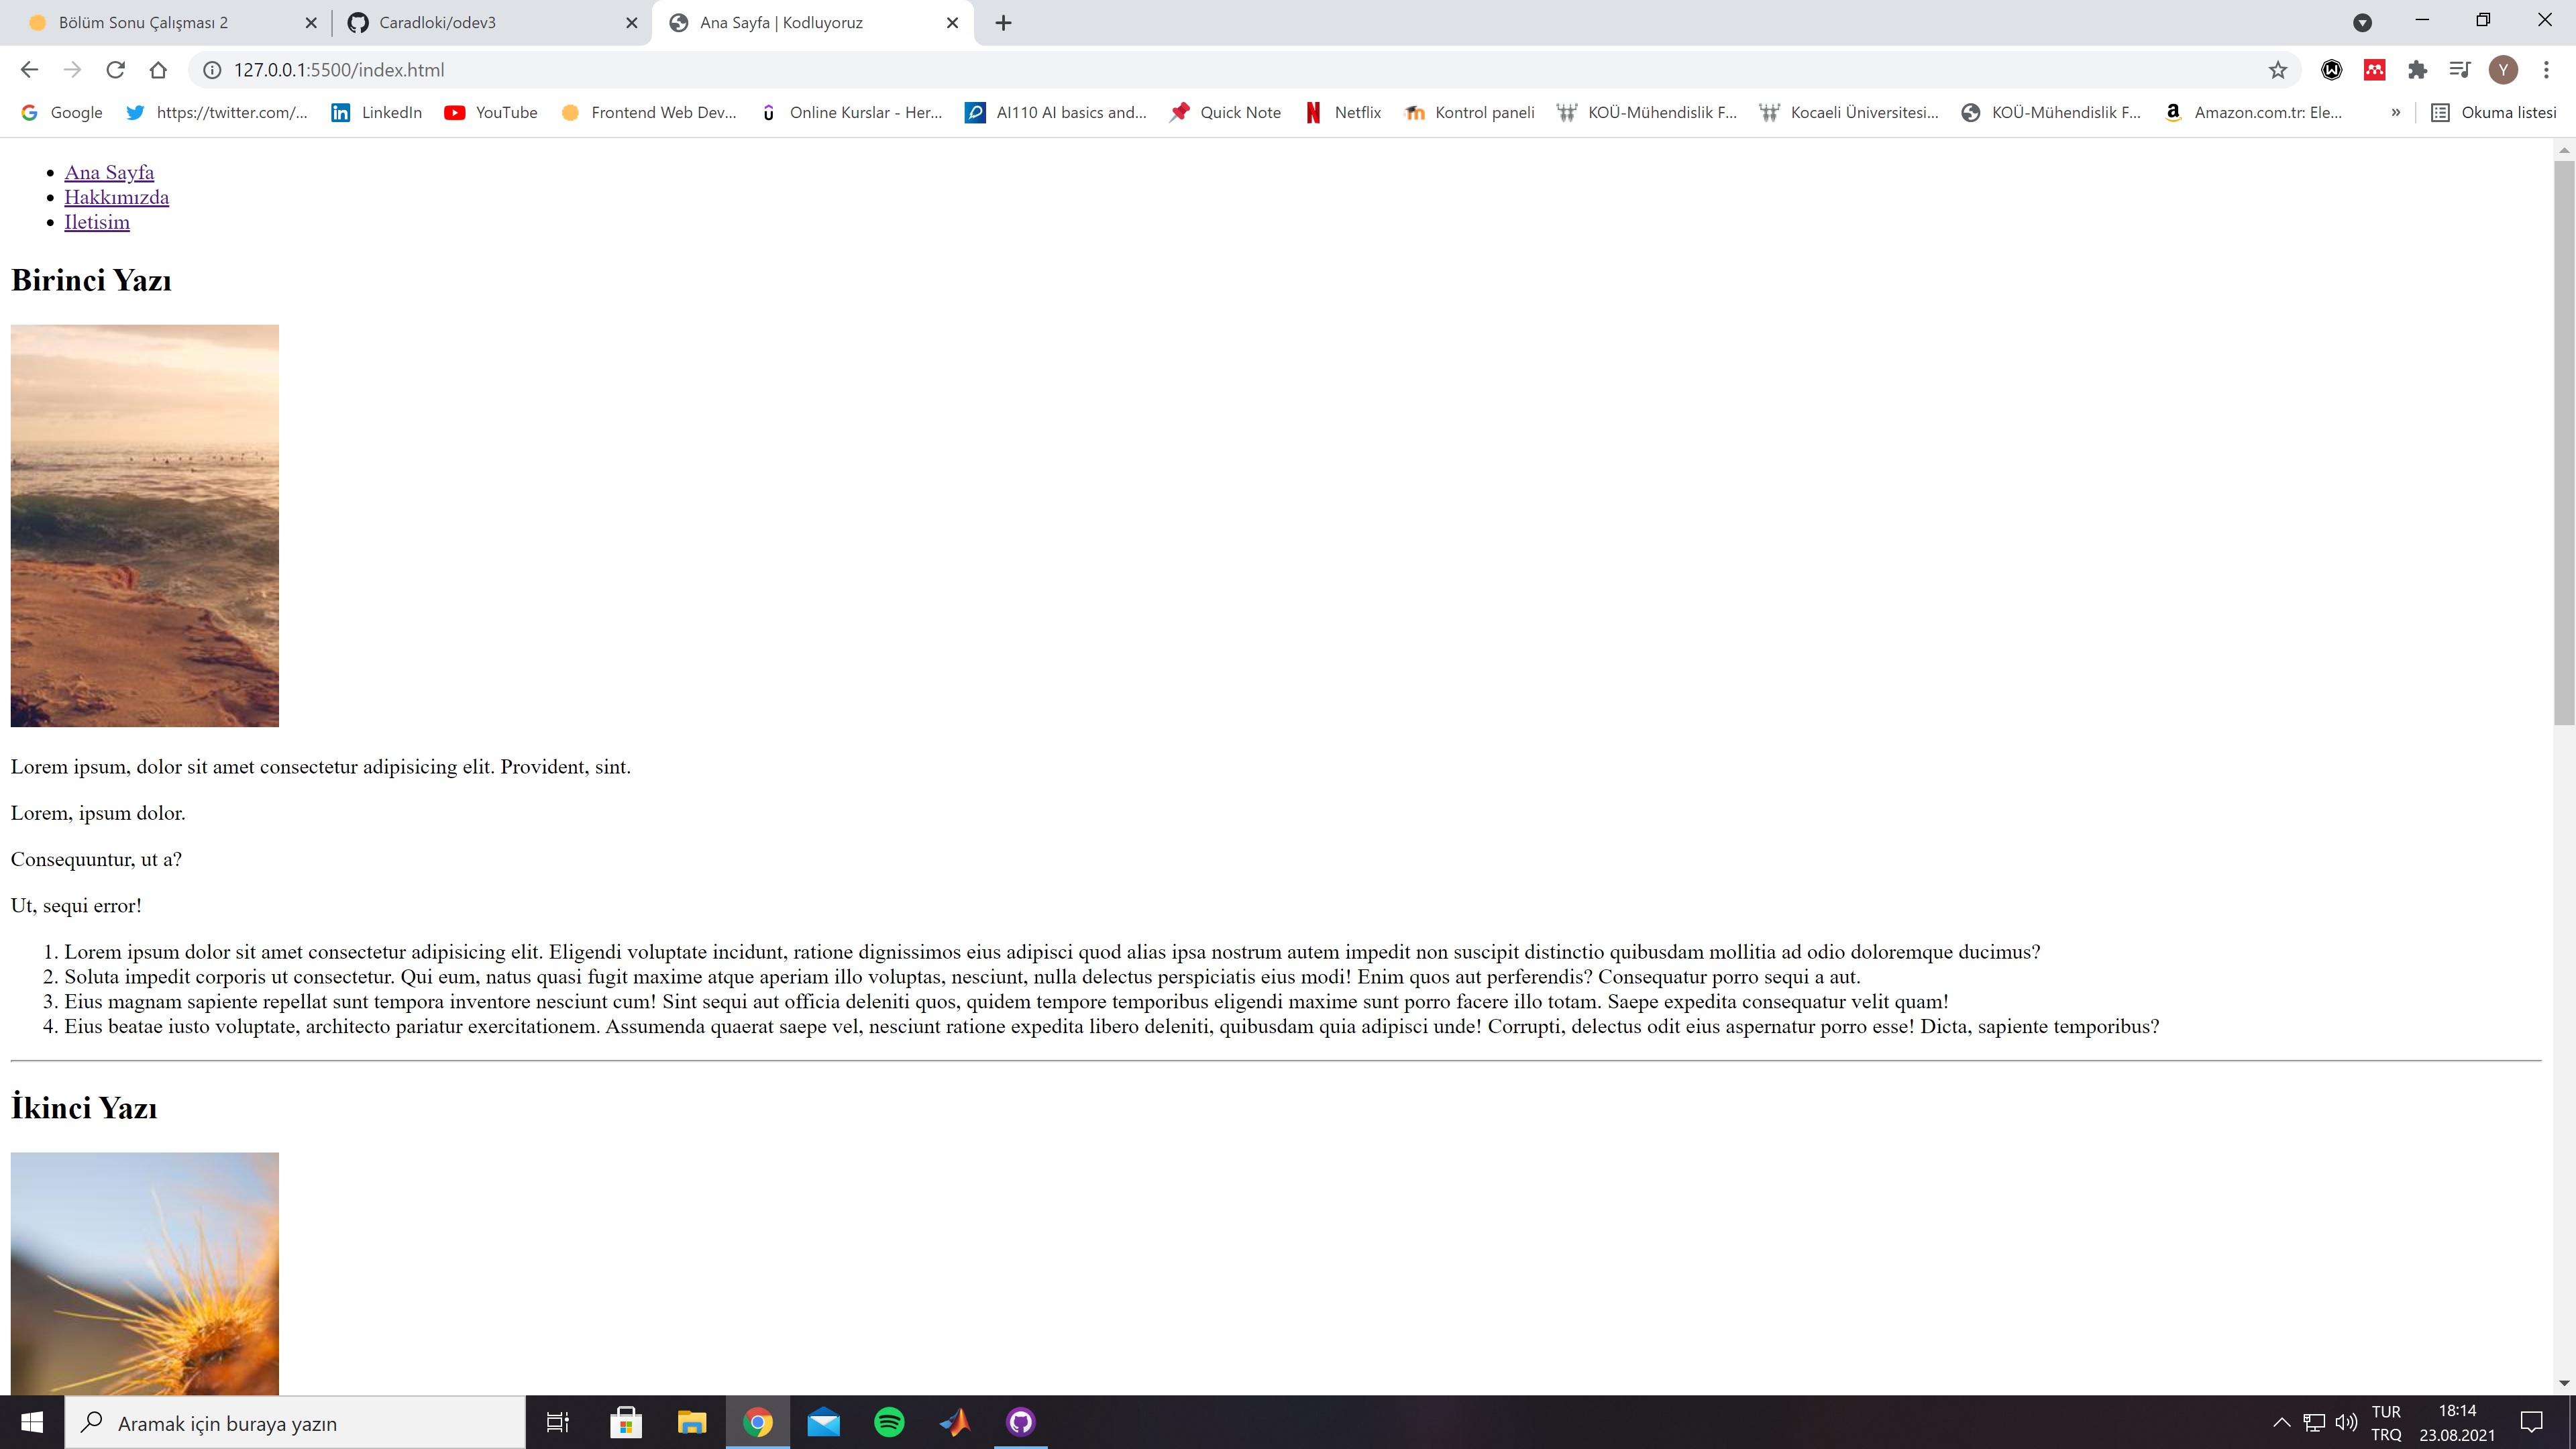 Bölüm Sonu Çalışması 2
Caradloki/odev3
Ana Sayfa | Kodluyoruz
127.0.0.1:5500/index.html
Y
Google https://twitter.com/... LinkedIn YouTube Frontend Web Dev... Online Kurslar - Her... AI110 AI basics and... Quick Note Netflix Kontrol paneli KOÜ-Mühendislik F... Kocaeli Üniversitesi... KOÜ-Mühendislik F... Amazon.com.tr: Ele... » Okuma listesi
• Ana Sayfa
• Hakkımızda
• Iletisim
Birinci Yazı
Lorem ipsum, dolor sit amet consectetur adipisicing elit. Provident, sint.
Lorem, ipsum dolor.
Consequuntur, ut a?
Ut, sequi error!
1. Lorem ipsum dolor sit amet consectetur adipisicing elit. Eligendi voluptate incidunt, ratione dignissimos eius adipisci quod alias ipsa nostrum autem impedit non suscipit distinctio quibusdam mollitia ad odio doloremque ducimus?
2. Soluta impedit corporis ut consectetur. Qui eum, natus quasi fugit maxime atque aperiam illo voluptas, nesciunt, nulla delectus perspiciatis eius modi! Enim quos aut perferendis? Consequatur porro sequi a aut.
3. Eius magnam sapiente repellat sunt tempora inventore nesciunt cum! Sint sequi aut officia deleniti quos, quidem tempore temporibus eligendi maxime sunt porro facere illo totam. Saepe expedita consequatur velit quam!
4. Eius beatae iusto voluptate, architecto pariatur exercitationem. Assumenda quaerat saepe vel, nesciunt ratione expedita libero deleniti, quibusdam quia adipisci unde! Corrupti, delectus odit eius aspernatur porro esse! Dicta, sapiente temporibus?
İkinci Yazı
Aramak için buraya yazın
TUR
TRQ
18:14
23.08.2021